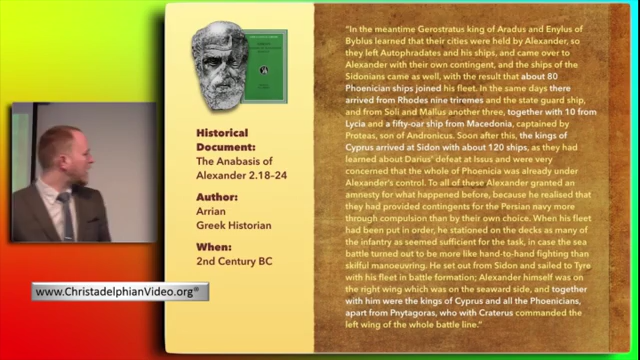 Historical
Document:
The Anabasis of
Alexander 2.18–24
Author:
Arrian
Greek Historian
When:
2nd Century BC
"In the meantime Gerostratus king of Aradus and Enylus of
Byblus learned that their cities were held by Alexander, so
they left Autophradates and his ships, and came over to
Alexander with their own contingent, and the ships of the
Sidonians came as well, with the result that about 80
Phoenician ships joined his fleet. In the same days there
arrived from Rhodes nine triremes and the state guard ship,
and from Soli and Mallus another three, together with 10 from
Lycia and a fifty-oar ship from Macedonia, captained by
Proteas, son of Andronicus. Soon after this, the kings of
Cyprus arrived at Sidon with about 120 ships, as they had
learned about Darius' defeat at Issus and were very
concerned that the whole of Phoenicia was already under
Alexander's control. To all of these Alexander granted an
amnesty for what happened before, because he realised that
they had provided contingents for the Persian navy more
through compulsion than by their own choice. When his fleet
had been put in order, he stationed on the decks as many of
the infantry as seemed sufficient for the task, in case the sea
battle turned out to be more like hand-to-hand fighting than
skilful manoeuvring. He set out from Sidon and sailed to Tyre
with his fleet in battle formation; Alexander himself was on
the right wing which was on the seaward side, and together
with him were the kings of Cyprus and all the Phoenicians,
apart from Pnytagoras, who with Craterus commanded the
left wing of the whole battle line."
www.ChristadelphianVideo.org®